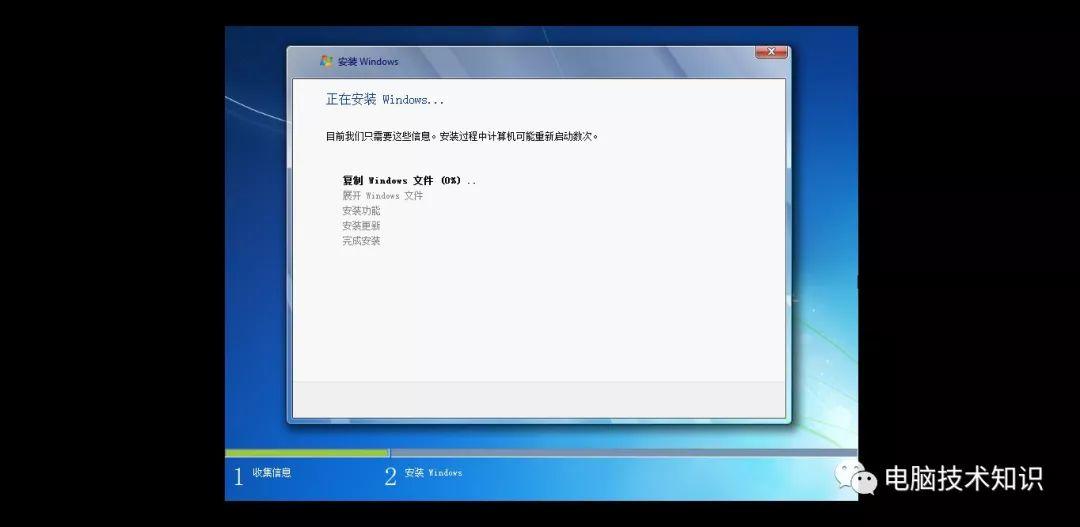 安装 Windows
正在安装 Windows...
目前我们只需要这些信息。安装过程中计算机可能重新启动数次。
复制 Windows 文件 (0%) ..
展开 Windows 文件
安装功能
安装更新
完成安装
1 收集信息
2 安装 Windows
电脑技术知识